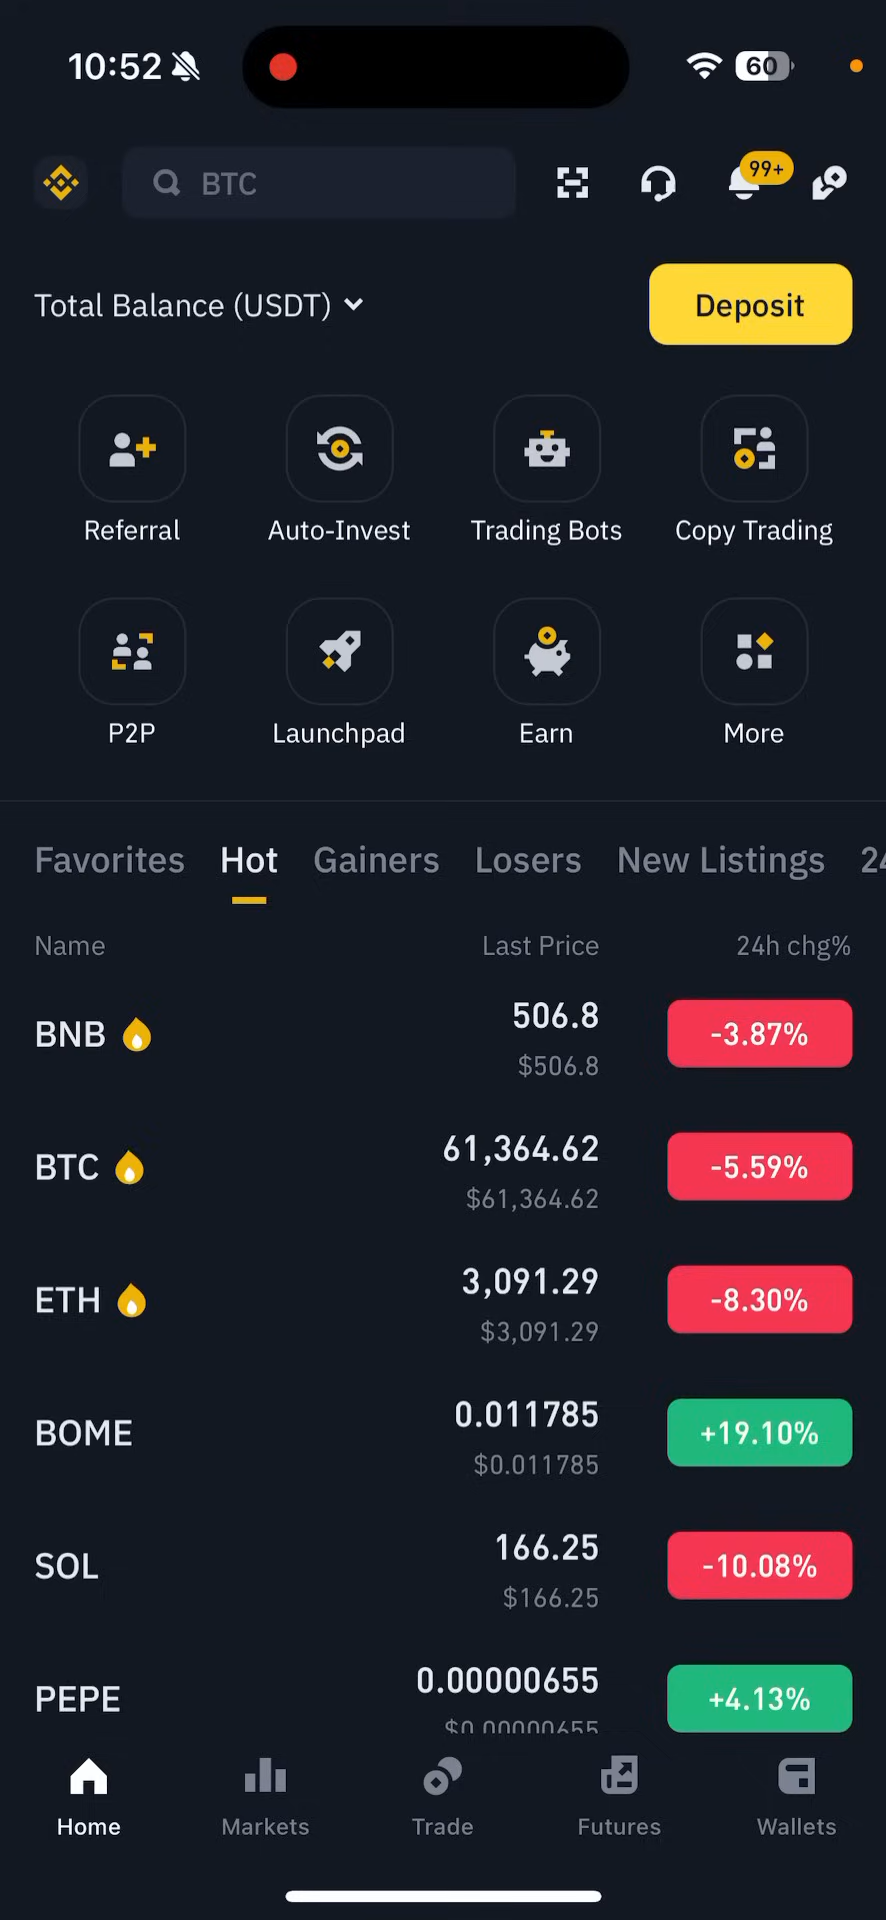 10:52
60
BTC
99+
Total Balance (USDT)
Deposit
Referral
Auto-Invest
Trading Bots
Copy Trading
P2P
Launchpad
Earn
More
Favorites Hot Gainers Losers New Listings 24
Name Last Price 24h chg%
BNB 506.8 -3.87%
$506.8
BTC 61,364.62 -5.59%
$61,364.62
ETH 3,091.29 -8.30%
$3,091.29
BOME 0.011785 +19.10%
$0.011785
SOL 166.25 -10.08%
$166.25
PEPE 0.00000655 +4.13%
$0.00000655
Home Markets Trade Futures Wallets